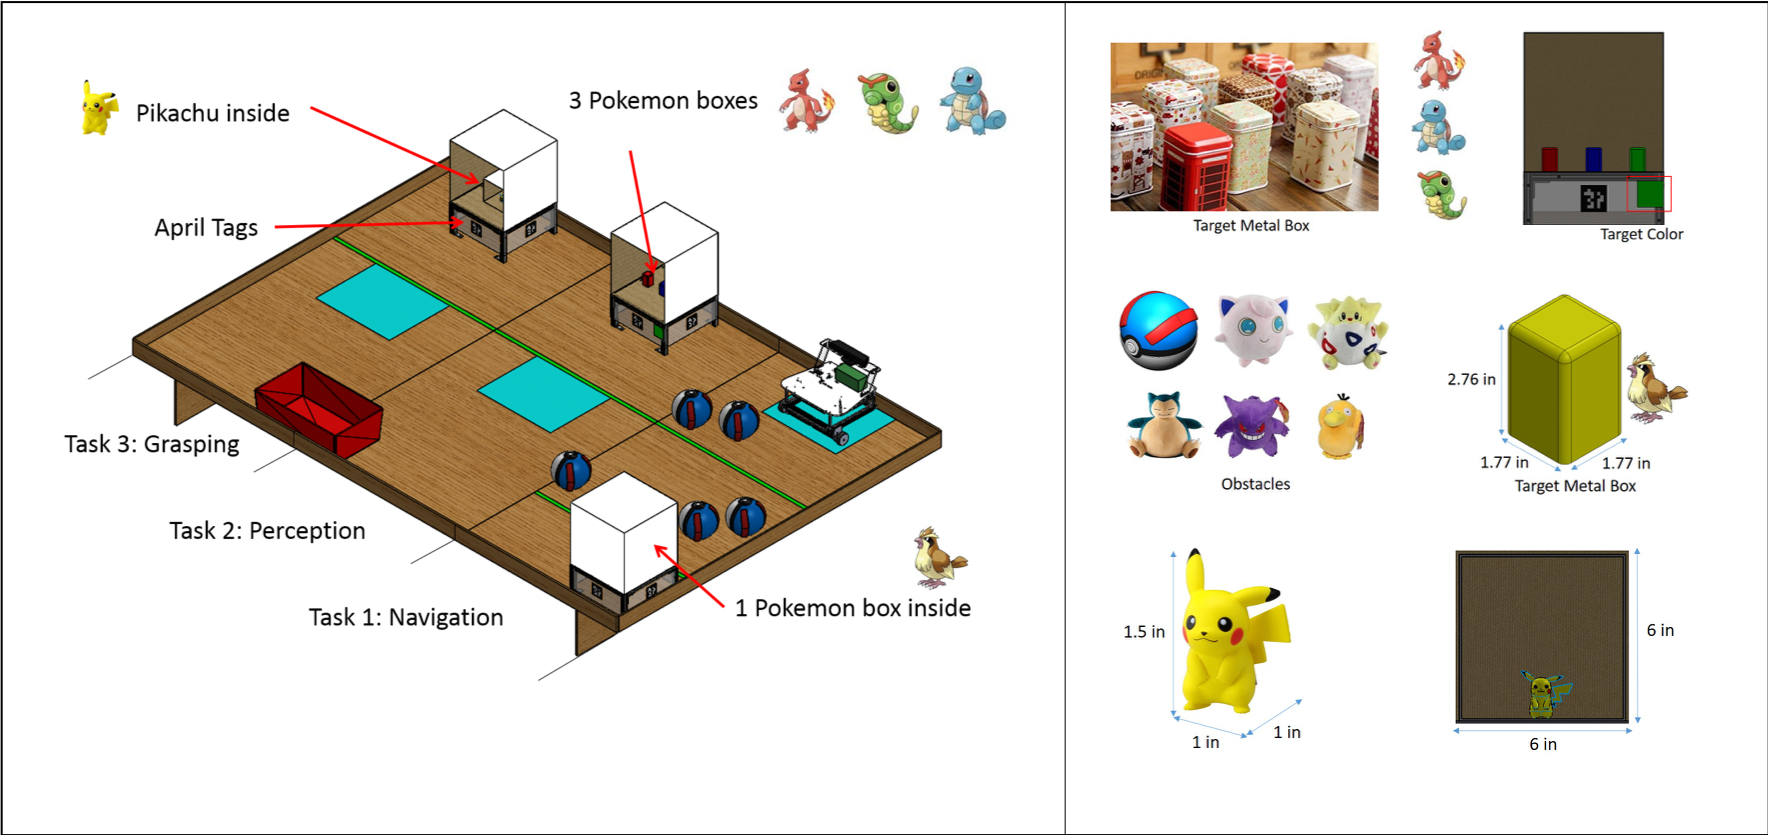 Pikachu inside
3 Pokemon boxes
April Tags
Task 3: Grasping
Task 2: Perception
Task 1: Navigation
1 Pokemon box inside
ORIGIN
Target Metal Box
Target Color
Obstacles
2.76 in
1.77 in
1.77 in
Target Metal Box
1.5 in
1 in
1 in
6 in
6 in